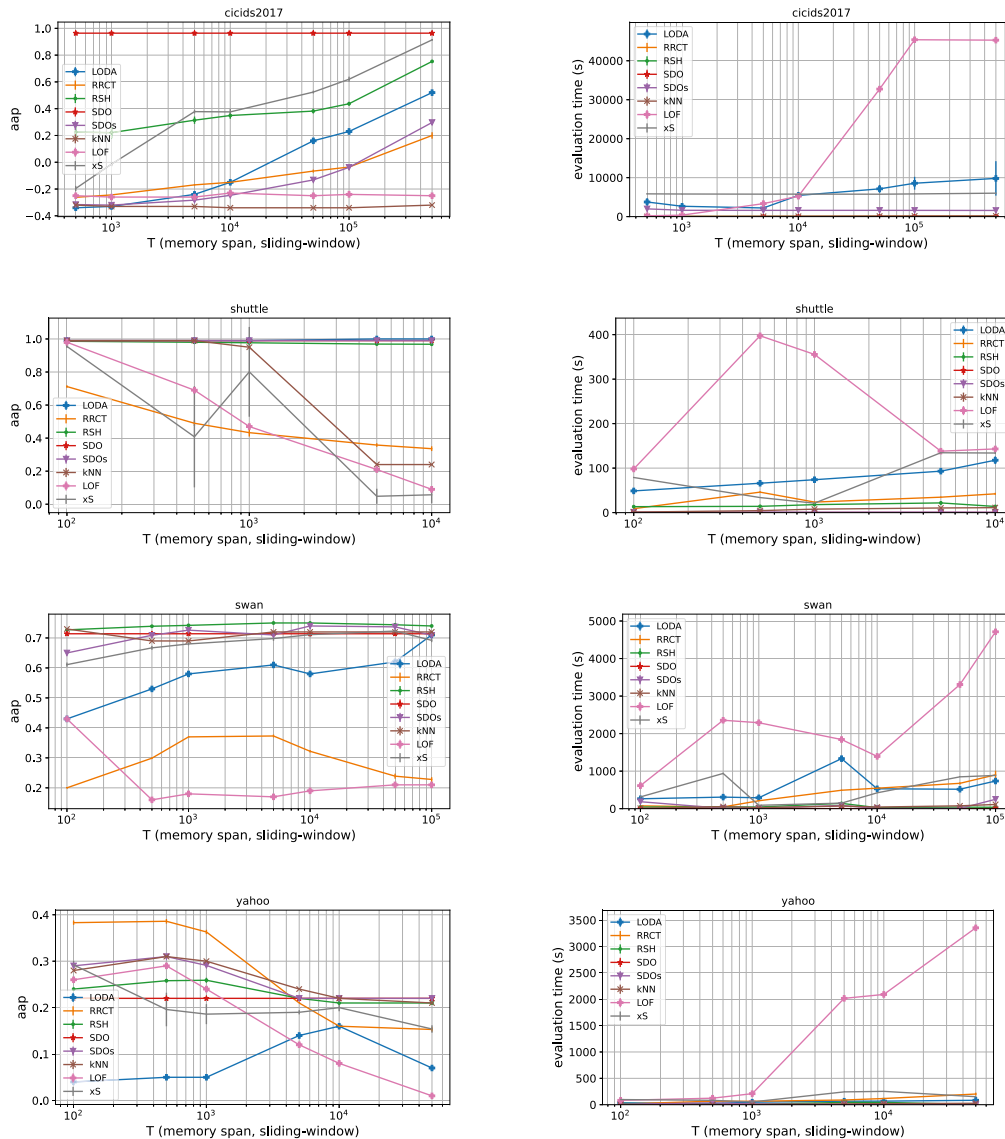 cicids2017
1.0
0.8
0.6
0.4
0.2
0.0
−0.2
−0.4
aap
LODA
RRCT
RSH
SDO
SDOs
kNN
LOF
xS
10³
10⁴
10⁵
T (memory span, sliding-window)
cicids2017
40000
30000
20000
10000
0
evaluation time (s)
LODA
RRCT
RSH
SDO
SDOs
kNN
LOF
xS
10³
10⁴
10⁵
T (memory span, sliding-window)
shuttle
1.0
0.8
0.6
0.4
0.2
0.0
aap
LODA
RRCT
RSH
SDO
SDOs
kNN
LOF
xS
10²
10³
10⁴
T (memory span, sliding-window)
shuttle
400
300
200
100
0
evaluation time (s)
LODA
RRCT
RSH
SDO
SDOs
kNN
LOF
xS
10²
10³
10⁴
T (memory span, sliding-window)
swan
0.7
0.6
0.5
0.4
0.3
0.2
aap
LODA
RRCT
RSH
SDO
SDOs
kNN
LOF
xS
10²
10³
10⁴
10⁵
T (memory span, sliding-window)
swan
5000
4000
3000
2000
1000
0
evaluation time (s)
LODA
RRCT
RSH
SDO
SDOs
kNN
LOF
xS
10²
10³
10⁴
10⁵
T (memory span, sliding-window)
yahoo
0.4
0.3
0.2
0.1
0.0
aap
LODA
RRCT
RSH
SDO
SDOs
kNN
LOF
xS
10²
10³
10⁴
T (memory span, sliding-window)
yahoo
3500
3000
2500
2000
1500
1000
500
0
evaluation time (s)
LODA
RRCT
RSH
SDO
SDOs
kNN
LOF
xS
10²
10³
10⁴
T (memory span, sliding-window)